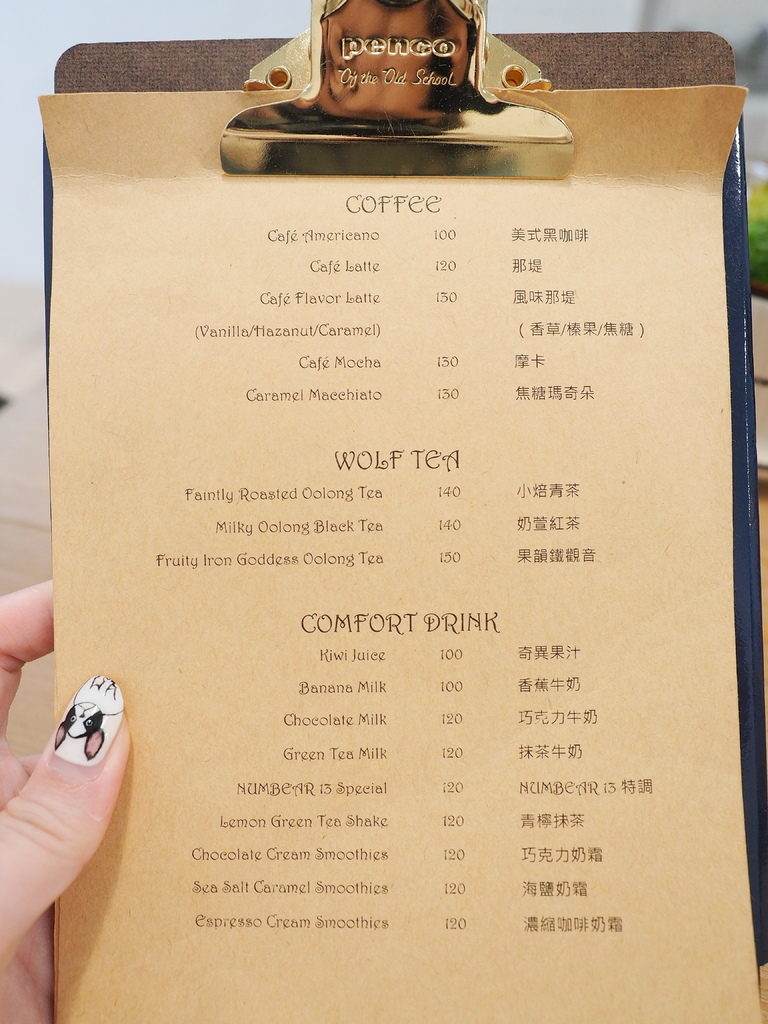 penco
Of the Old School
COFFEE
Café Americano 100 美式黑咖啡
Café Latte 120 那堤
Café Flavor Latte 130 風味那堤
(Vanilla/Hazanut/Caramel) (香草/榛果/焦糖)
Café Mocha 130 摩卡
Caramel Macchiato 130 焦糖瑪奇朵
WOLF TEA
Faintly Roasted Oolong Tea 140 小焙青茶
Milky Oolong Black Tea 140 奶萱紅茶
Fruity Iron Goddess Oolong Tea 150 果韻鐵觀音
COMFORT DRINK
Kiwi Juice 100 奇異果汁
Banana Milk 100 香蕉牛奶
Chocolate Milk 120 巧克力牛奶
Green Tea Milk 120 抹茶牛奶
NUMBEAR 13 Special 120 NUMBEAR 13 特調
Lemon Green Tea Shake 120 青檸抹茶
Chocolate Cream Smoothies 120 巧克力奶霜
Sea Salt Caramel Smoothies 120 海鹽奶霜
Espresso Cream Smoothies 120 濃縮咖啡奶霜